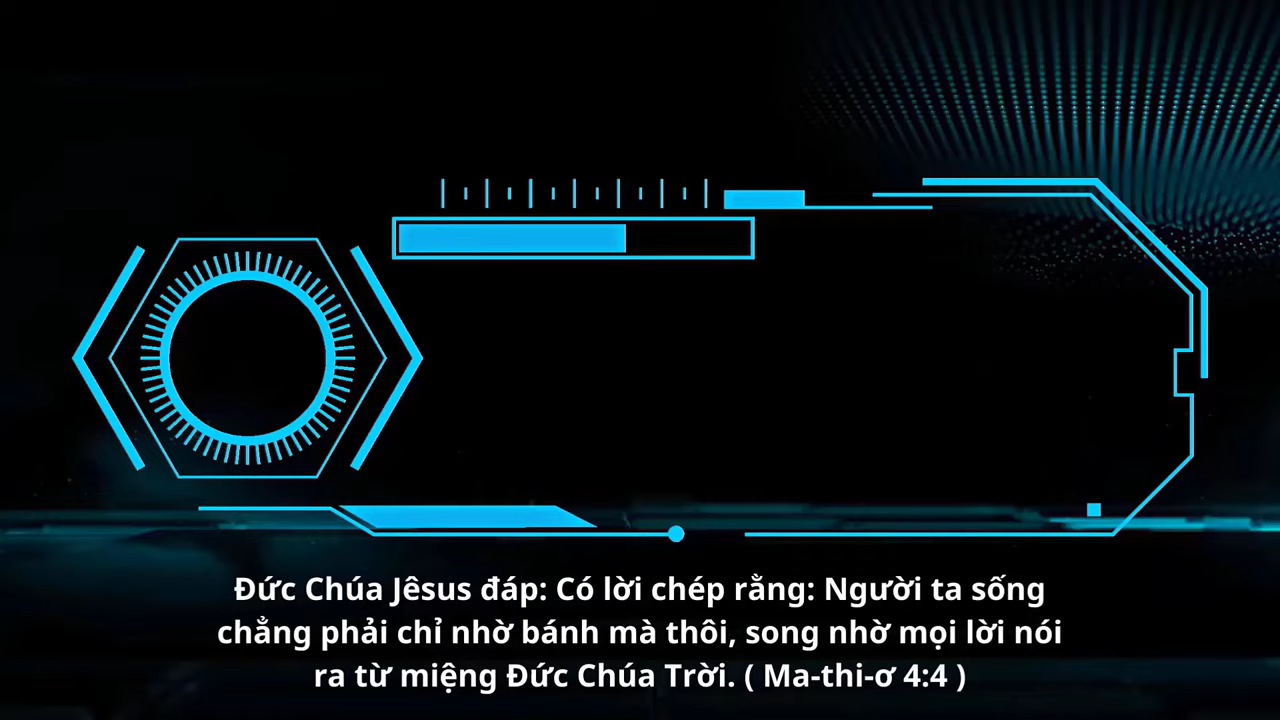 Đức Chúa Jêsus đáp: Có lời chép rằng: Người ta sống
chẳng phải chỉ nhờ bánh mà thôi, song nhờ mọi lời nói
ra từ miệng Đức Chúa Trời. ( Ma-thi-ơ 4:4 )